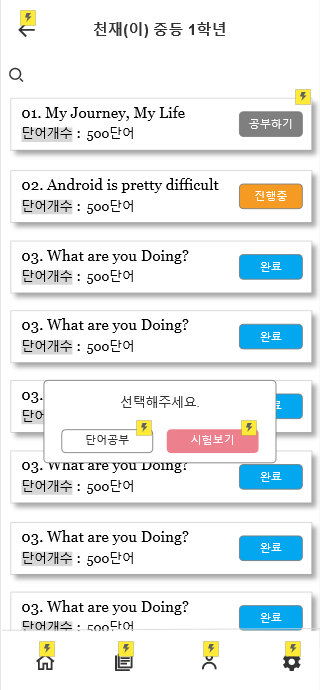 천재(이) 중등 1학년
01. My Journey, My Life
단어개수 : 500단어
공부하기
02. Android is pretty difficult
단어개수 : 500단어
진행중
03. What are you Doing?
단어개수 : 500단어
완료
03. What are you Doing?
단어개수 : 500단어
완료
03.
선택해주세요.
단어공부
시험보기
03. What are you Doing?
단어개수 : 500단어
완료
03. What are you Doing?
단어개수 : 500단어
완료
03. What are you Doing?
단어개수 : 500단어
완료